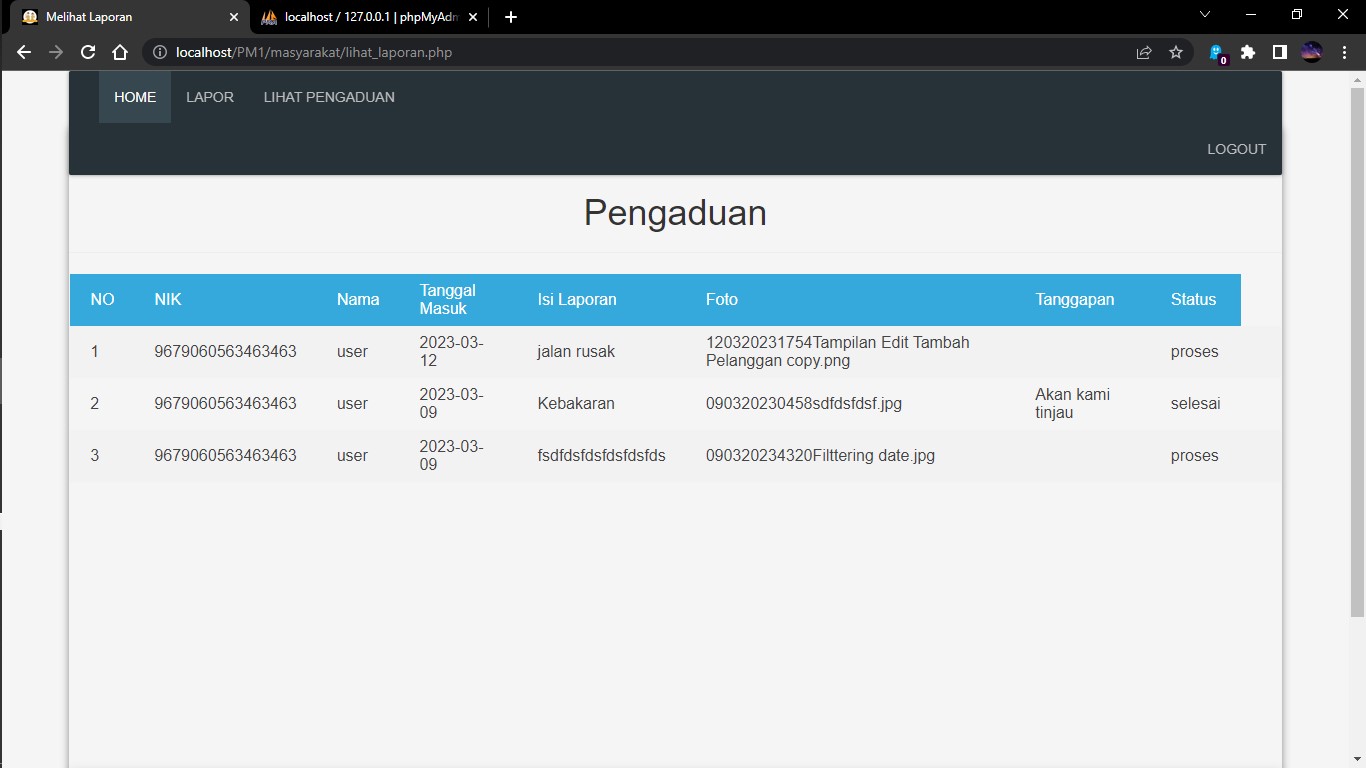 Melihat Laporan
localhost / 127.0.0.1 | phpMyAdm
localhost/PM1/masyarakat/lihat_laporan.php
0
HOME LAPOR LIHAT PENGADUAN
LOGOUT
Pengaduan
NO NIK Nama Tanggal Masuk Isi Laporan Foto Tanggapan Status
1 9679060563463463 user 2023-03-12 jalan rusak 120320231754Tampilan Edit Tambah Pelanggan copy.png proses
2 9679060563463463 user 2023-03-09 Kebakaran 090320230458sdfdsfdsf.jpg Akan kami tinjau selesai
3 9679060563463463 user 2023-03-09 fsdfdsfdsfdsfdsfds 090320234320Filttering date.jpg proses